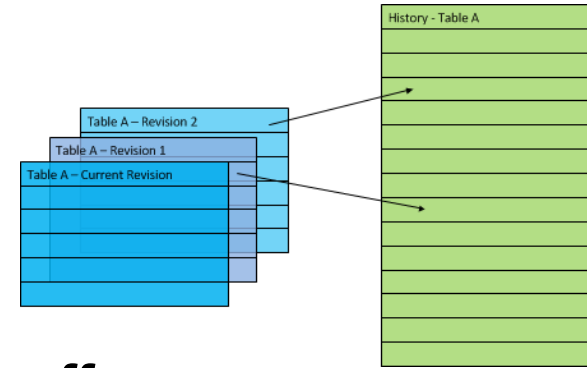 History - Table A
Table A – Revision 2
Table A – Revision 1
Table A – Current Revision